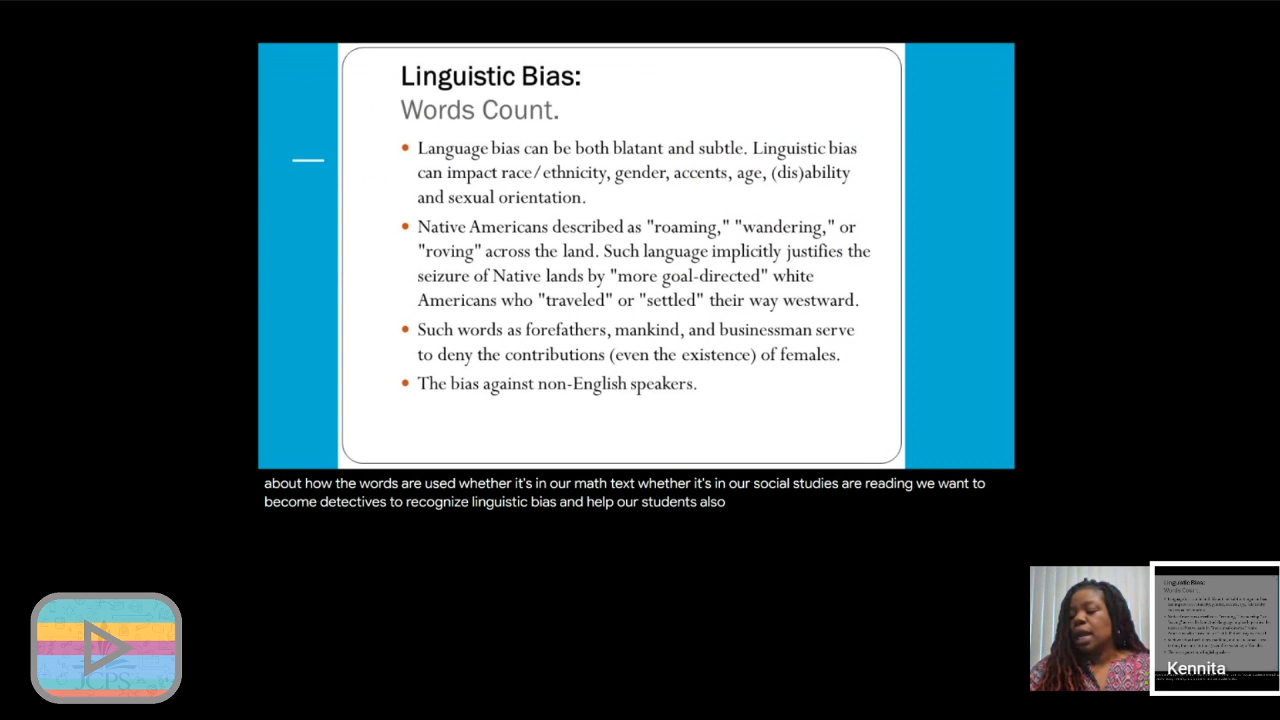 Linguistic Bias:
Words Count.
• Language bias can be both blatant and subtle. Linguistic bias
can impact race/ethnicity, gender, accents, age, (dis)ability
and sexual orientation.
• Native Americans described as "roaming," "wandering," or
"roving" across the land. Such language implicitly justifies the
seizure of Native lands by "more goal-directed" white
Americans who "traveled" or "settled" their way westward.
• Such words as forefathers, mankind, and businessman serve
to deny the contributions (even the existence) of females.
• The bias against non-English speakers.
about how the words are used whether it's in our math text whether it's in our social studies are reading we want to
become detectives to recognize linguistic bias and help our students also
JCPS
Linguistic Bias:
Words Count.
Kennita